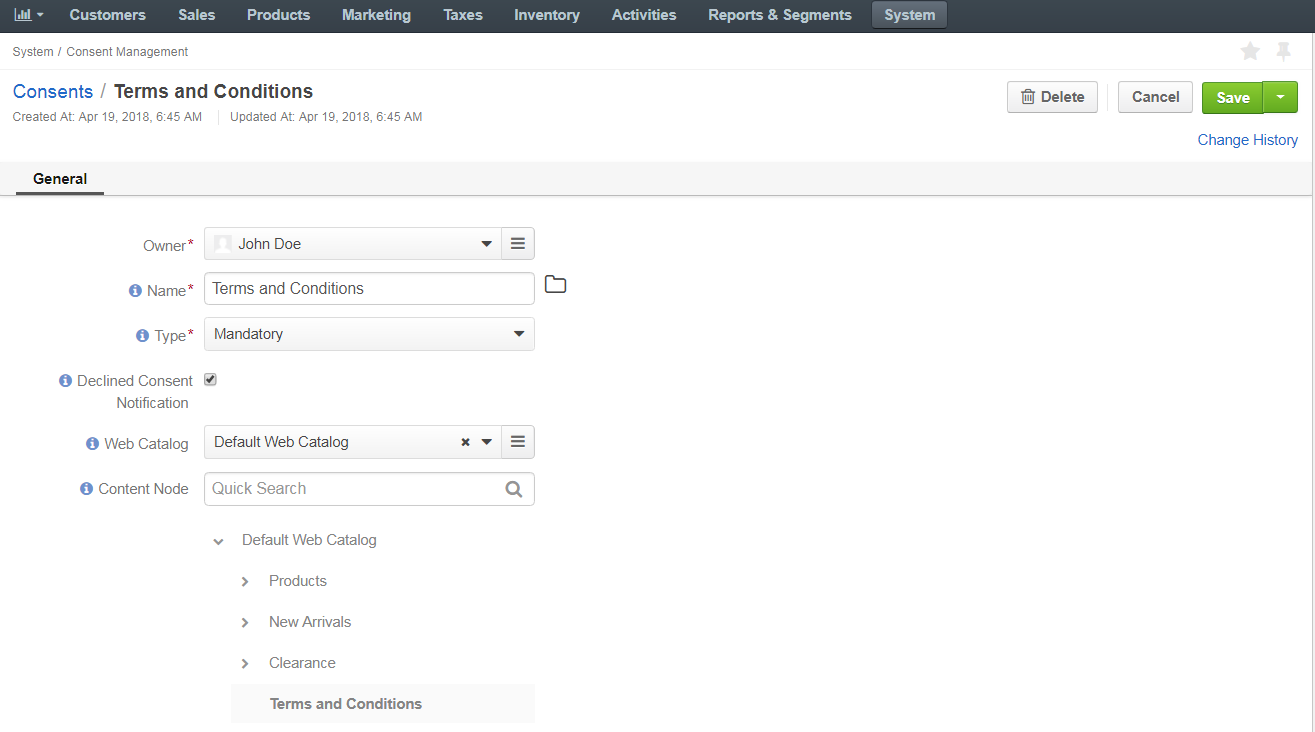 Customers Sales Products Marketing Taxes Inventory Activities Reports & Segments System
System / Consent Management
Consents / Terms and Conditions
Delete Cancel Save
Created At: Apr 19, 2018, 6:45 AM Updated At: Apr 19, 2018, 6:45 AM
Change History
General
Owner* John Doe
Name* Terms and Conditions
Type* Mandatory
Declined Consent
Notification
Web Catalog Default Web Catalog
Content Node Quick Search
Default Web Catalog
Products
New Arrivals
Clearance
Terms and Conditions